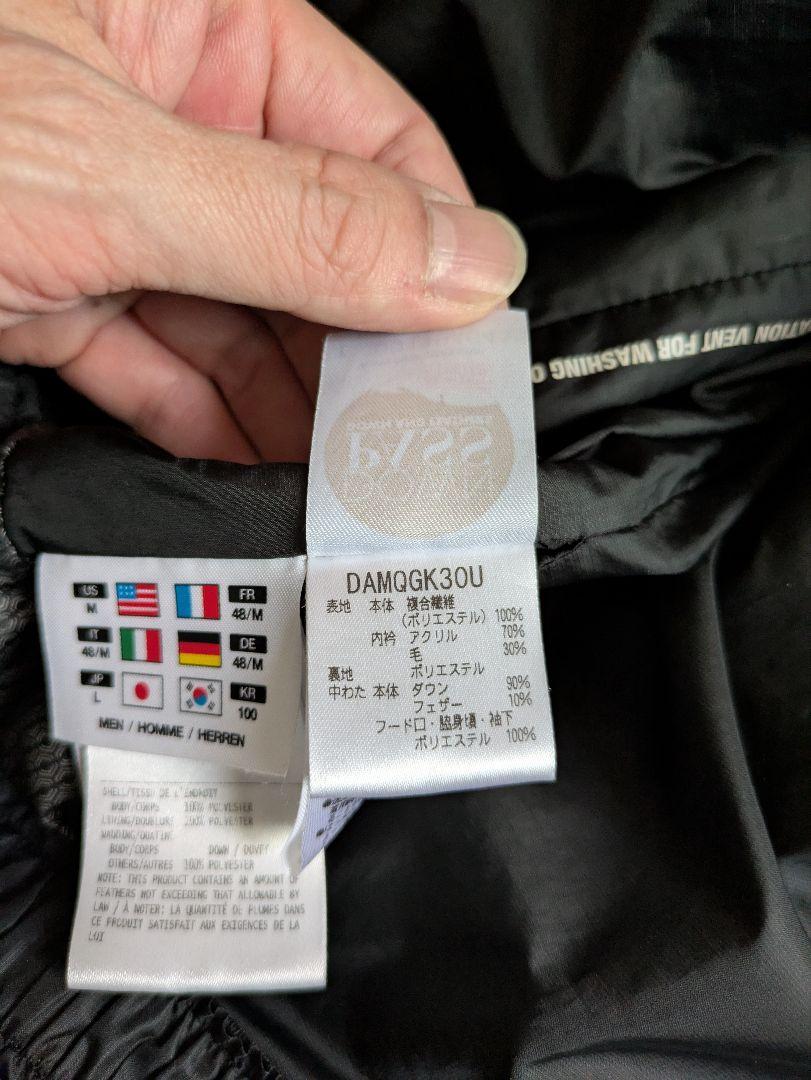 ATION VENT FOR WASHING
PASS
DOWN
DAMQGK30U
表地 本体 複合繊維
(ポリエステル) 100%
内衿 アクリル 70%
毛 30%
裏地 ポリエステル
中わた 本体 ダウン 90%
フェザー 10%
フード口・脇身頃・袖下
ポリエステル 100%
US
M
FR
48/M
IT
48/M
DE
48/M
JP
L
KR
100
MEN / HOMME / HERREN
SHELL/TISSU DE L'ENDROIT
BODY/CORPS 100% POLYESTER
LINING/DOUBLURE 100% POLYESTER
WADDING/OUATINE
BODY/CORPS DOWN / DUVET
OTHERS/AUTRES 100% POLYESTER
NOTE: THIS PRODUCT CONTAINS AN AMOUNT OF
FEATHERS NOT EXCEEDING THAT ALLOWABLE BY
LAW / À NOTER: LA QUANTITÉ DE PLUMES DANS
CE PRODUIT SATISFAIT AUX EXIGENCES DE LA
LOI